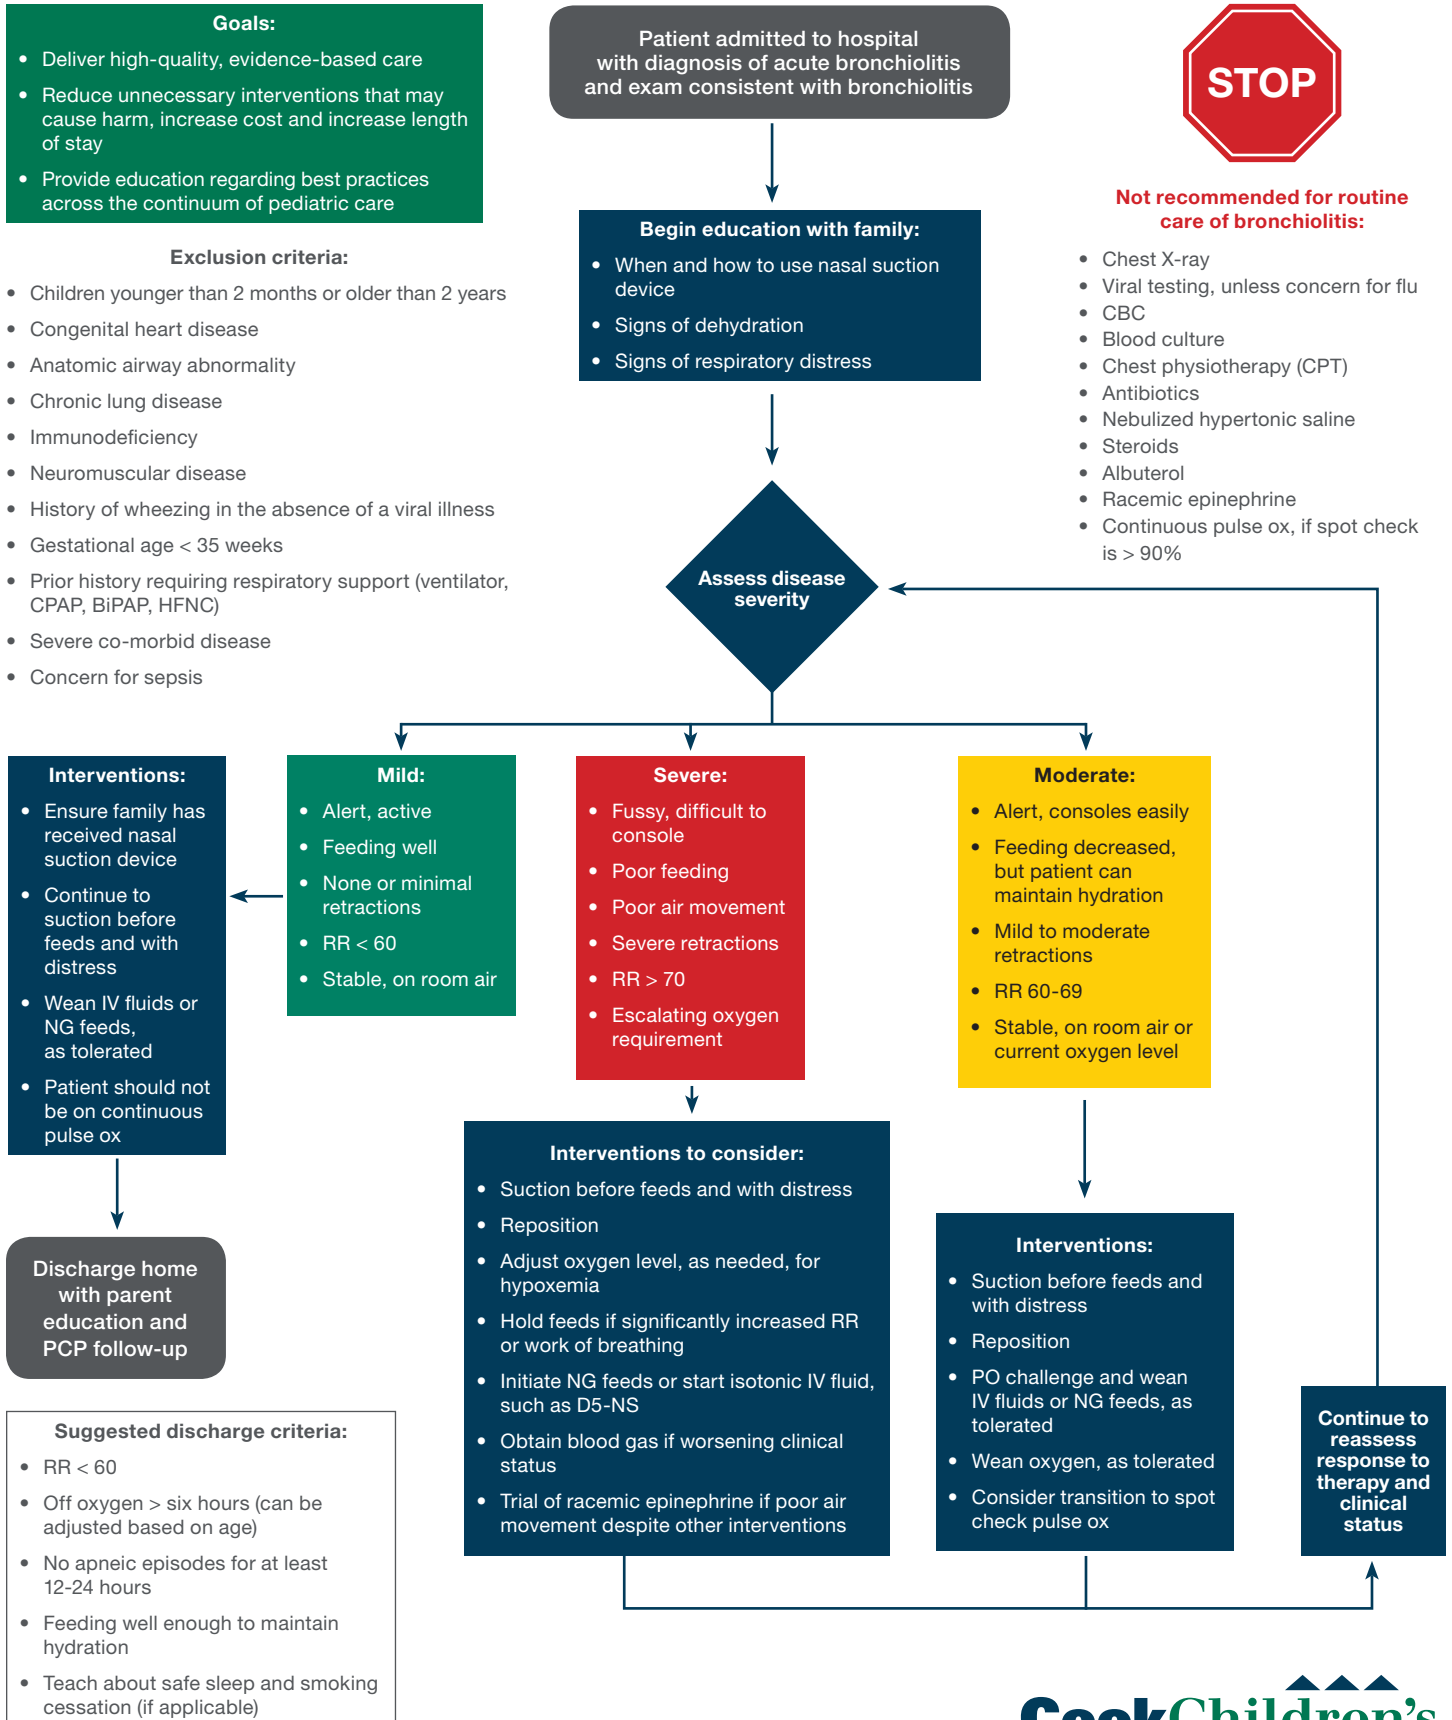 Goals:
• Deliver high-quality, evidence-based care
• Reduce unnecessary interventions that may
cause harm, increase cost and increase length
of stay
• Provide education regarding best practices
across the continuum of pediatric care
Patient admitted to hospital
with diagnosis of acute bronchiolitis
and exam consistent with bronchiolitis
STOP
Not recommended for routine
care of bronchiolitis:
• Chest X-ray
• Viral testing, unless concern for flu
• CBC
• Blood culture
• Chest physiotherapy (CPT)
• Antibiotics
• Nebulized hypertonic saline
• Steroids
• Albuterol
• Racemic epinephrine
• Continuous pulse ox, if spot check
is > 90%
Exclusion criteria:
• Children younger than 2 months or older than 2 years
• Congenital heart disease
• Anatomic airway abnormality
• Chronic lung disease
• Immunodeficiency
• Neuromuscular disease
• History of wheezing in the absence of a viral illness
• Gestational age < 35 weeks
• Prior history requiring respiratory support (ventilator,
CPAP, BiPAP, HFNC)
• Severe co-morbid disease
• Concern for sepsis
Begin education with family:
• When and how to use nasal suction
device
• Signs of dehydration
• Signs of respiratory distress
Assess disease
severity
Interventions:
• Ensure family has
received nasal
suction device
• Continue to
suction before
feeds and with
distress
• Wean IV fluids or
NG feeds,
as tolerated
• Patient should not
be on continuous
pulse ox
Mild:
• Alert, active
• Feeding well
• None or minimal
retractions
• RR < 60
• Stable, on room air
Severe:
• Fussy, difficult to
console
• Poor feeding
• Poor air movement
• Severe retractions
• RR > 70
• Escalating oxygen
requirement
Moderate:
• Alert, consoles easily
• Feeding decreased,
but patient can
maintain hydration
• Mild to moderate
retractions
• RR 60-69
• Stable, on room air or
current oxygen level
Interventions to consider:
• Suction before feeds and with distress
• Reposition
• Adjust oxygen level, as needed, for
hypoxemia
• Hold feeds if significantly increased RR
or work of breathing
• Initiate NG feeds or start isotonic IV fluid,
such as D5-NS
• Obtain blood gas if worsening clinical
status
• Trial of racemic epinephrine if poor air
movement despite other interventions
Interventions:
• Suction before feeds and
with distress
• Reposition
• PO challenge and wean
IV fluids or NG feeds, as
tolerated
• Wean oxygen, as tolerated
• Consider transition to spot
check pulse ox
Continue to
reassess
response to
therapy and
clinical
status
Discharge home
with parent
education and
PCP follow-up
Suggested discharge criteria:
• RR < 60
• Off oxygen > six hours (can be
adjusted based on age)
• No apneic episodes for at least
12-24 hours
• Feeding well enough to maintain
hydration
• Teach about safe sleep and smoking
cessation (if applicable)
CookChildren's